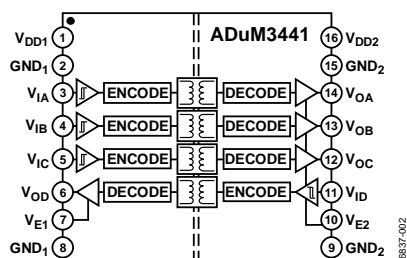 ADuM3441
VDD1 1 16 VDD2
GND1 2 15 GND2
VIA 3 ENCODE DECODE 14 VOA
VIB 4 ENCODE DECODE 13 VOB
VIC 5 ENCODE DECODE 12 VOC
VOD 6 DECODE ENCODE 11 VID
VE1 7 10 VE2
GND1 8 9 GND2
6837-002